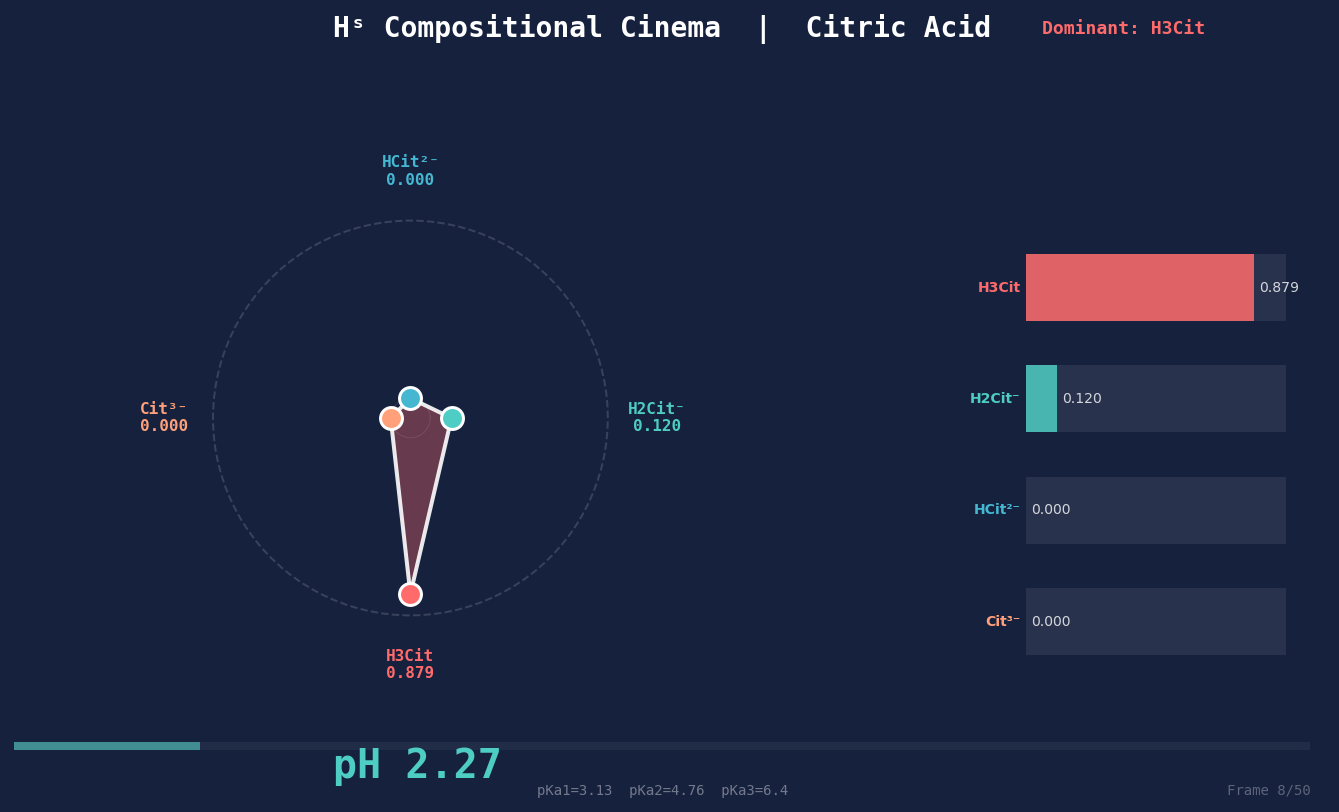 Hˢ Compositional Cinema | Citric Acid
Dominant: H3Cit
HCit²⁻
0.000
Cit³⁻
0.000
H2Cit⁻
0.120
H3Cit
0.879
H3Cit 0.879
H2Cit⁻ 0.120
HCit²⁻ 0.000
Cit³⁻ 0.000
pH 2.27
pKa1=3.13 pKa2=4.76 pKa3=6.4
Frame 8/50